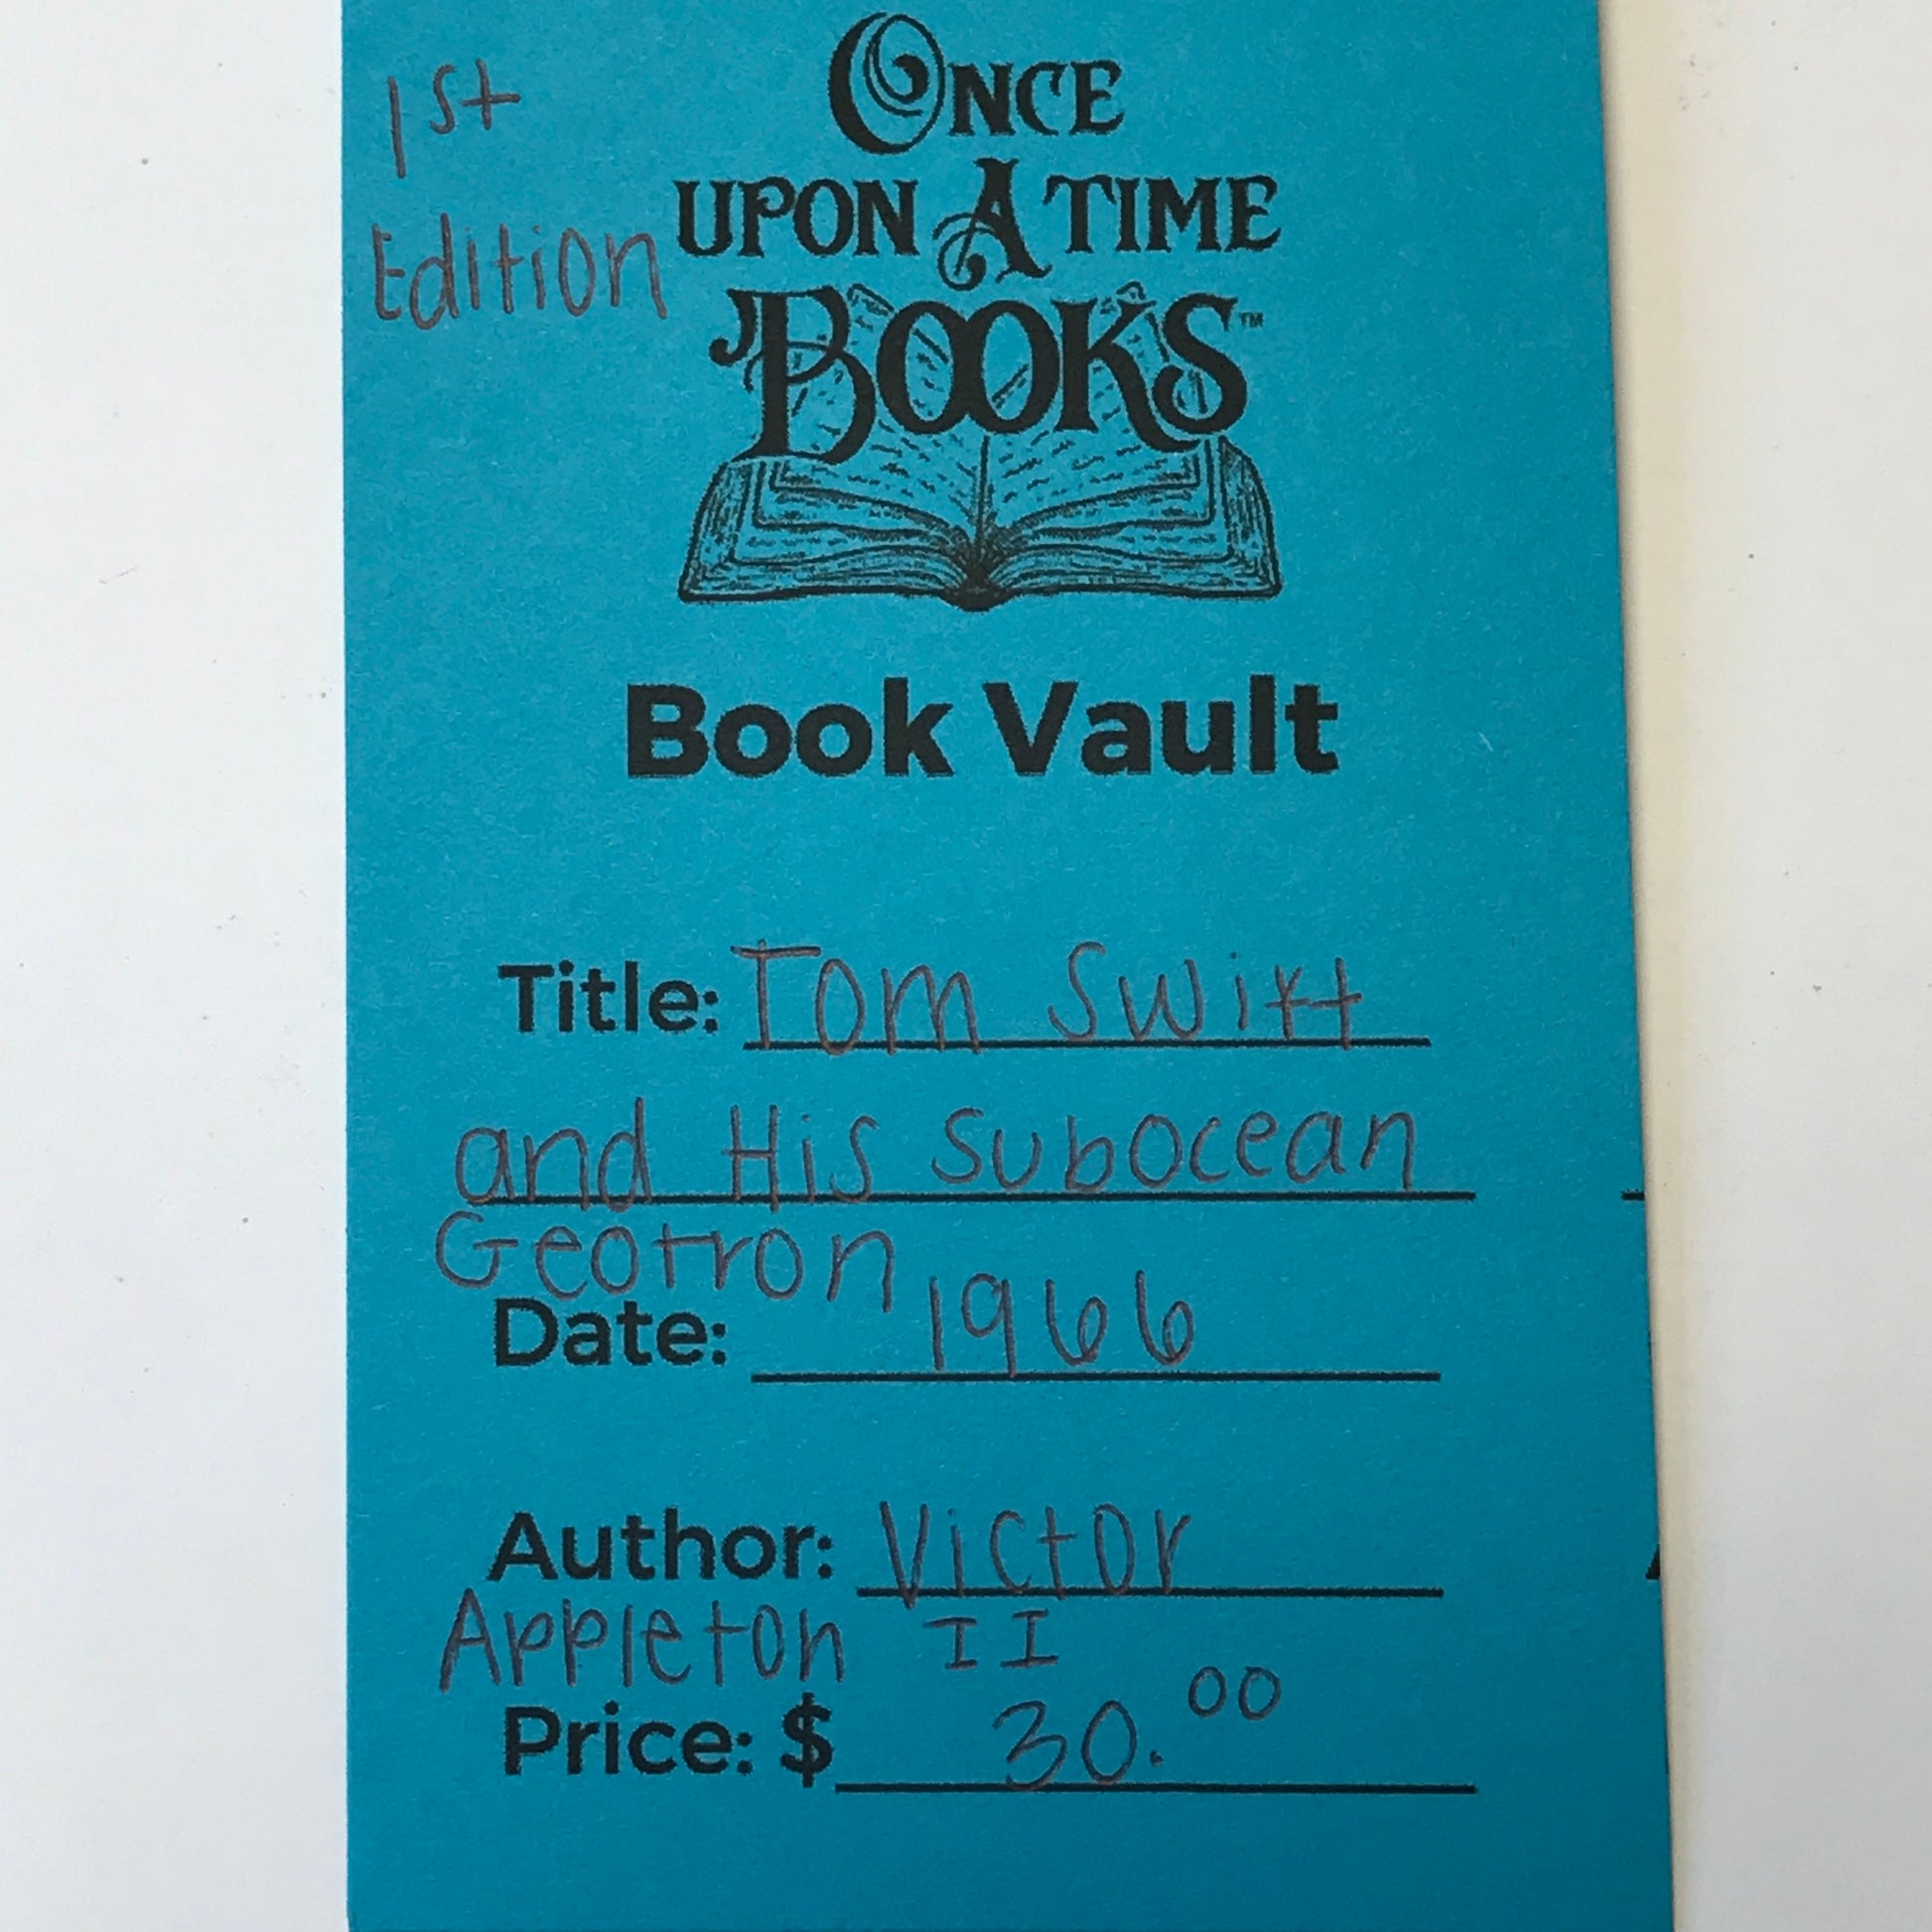 1st
Edition
ONCE
UPON A TIME
BOOKS™
Book Vault
Title: Tom Swift
and His Subocean
Geotron
Date: 1966
Author: Victor
Appleton II
Price: $ 30.00